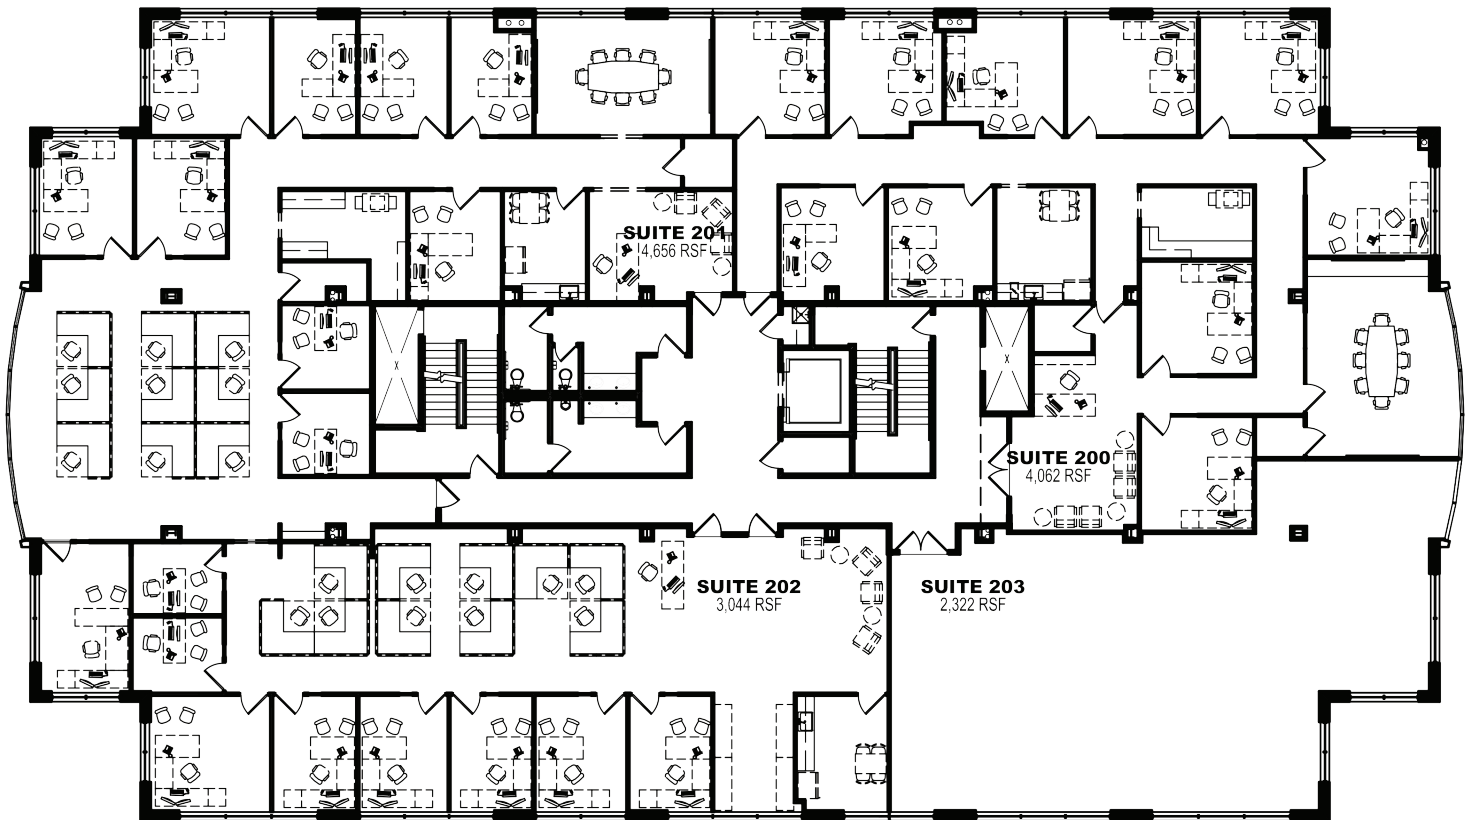 SUITE 201
4,656 RSF
X
X
SUITE 200
4,062 RSF
SUITE 202
3,044 RSF
SUITE 203
2,322 RSF